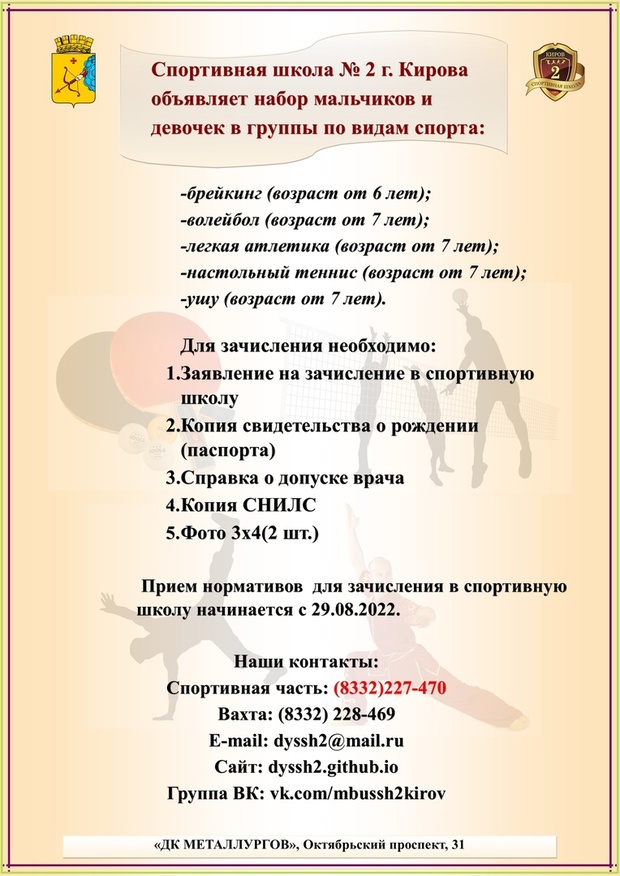 КИРОВ
2
СПОРТИВНАЯ ШКОЛА
Спортивная школа № 2 г. Кирова
объявляет набор мальчиков и
девочек в группы по видам спорта:
-брейкинг (возраст от 6 лет);
-волейбол (возраст от 7 лет);
-легкая атлетика (возраст от 7 лет);
-настольный теннис (возраст от 7 лет);
-ушу (возраст от 7 лет).
Для зачисления необходимо:
1.Заявление на зачисление в спортивную
школу
2.Копия свидетельства о рождении
(паспорта)
3.Справка о допуске врача
4.Копия СНИЛС
5.Фото 3х4(2 шт.)
Прием нормативов для зачисления в спортивную
школу начинается с 29.08.2022.
Наши контакты:
Спортивная часть: (8332)227-470
Вахта: (8332) 228-469
E-mail: dyssh2@mail.ru
Сайт: dyssh2.github.io
Группа ВК: vk.com/mbussh2kirov
«ДК МЕТАЛЛУРГОВ», Октябрьский проспект, 31